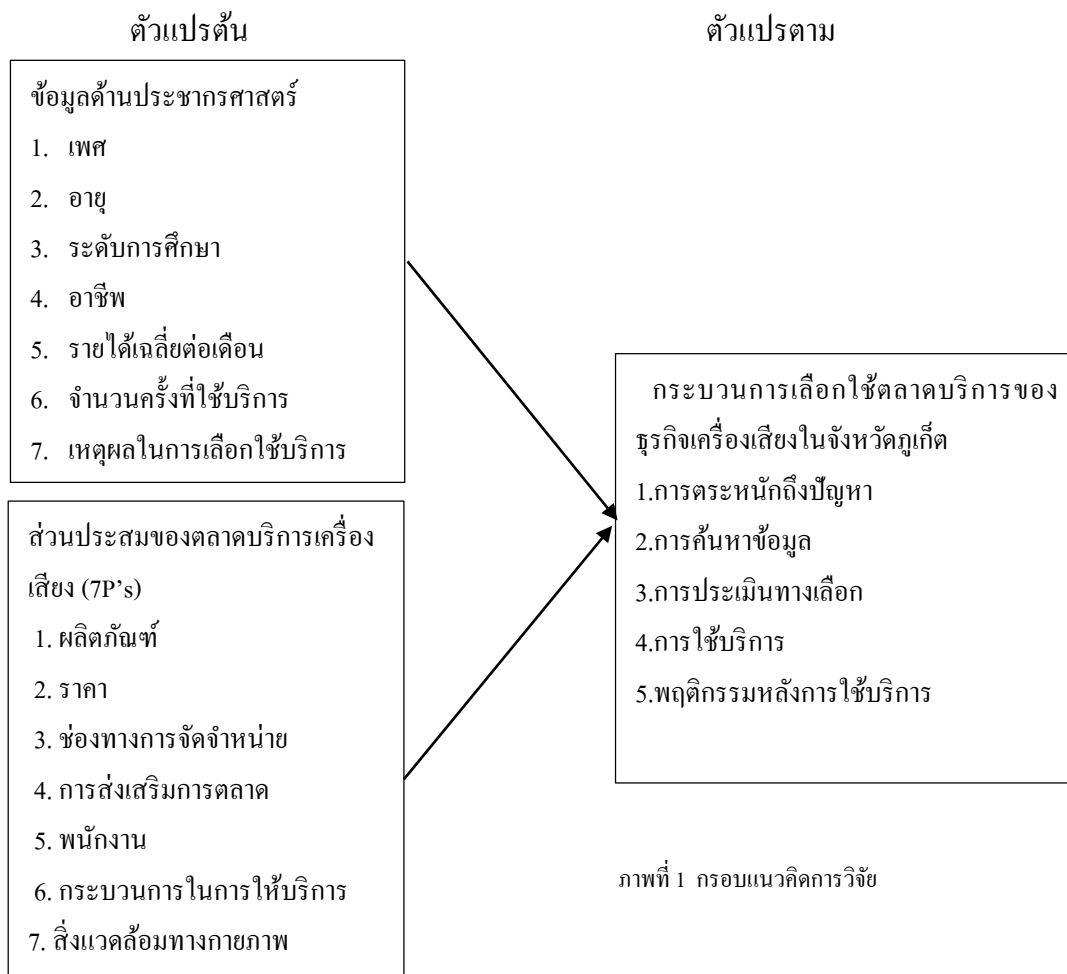 ตัวแปรต้น
ตัวแปรตาม
ข้อมูลด้านประชากรศาสตร์
1. เพศ
2. อายุ
3. ระดับการศึกษา
4. อาชีพ
5. รายได้เฉลี่ยต่อเดือน
6. จำนวนครั้งที่ใช้บริการ
7. เหตุผลในการเลือกใช้บริการ
ส่วนประสมของตลาดบริการเครื่อง
เสียง (7P’s)
1. ผลิตภัณฑ์
2. ราคา
3. ช่องทางการจัดจำหน่าย
4. การส่งเสริมการตลาด
5. พนักงาน
6. กระบวนการในการให้บริการ
7. สิ่งแวดล้อมทางกายภาพ
กระบวนการเลือกใช้ตลาดบริการของ
ธุรกิจเครื่องเสียงในจังหวัดภูเก็ต
1.การตระหนักถึงปัญหา
2.การค้นหาข้อมูล
3.การประเมินทางเลือก
4.การใช้บริการ
5.พฤติกรรมหลังการใช้บริการ
ภาพที่ 1 กรอบแนวคิดการวิจัย